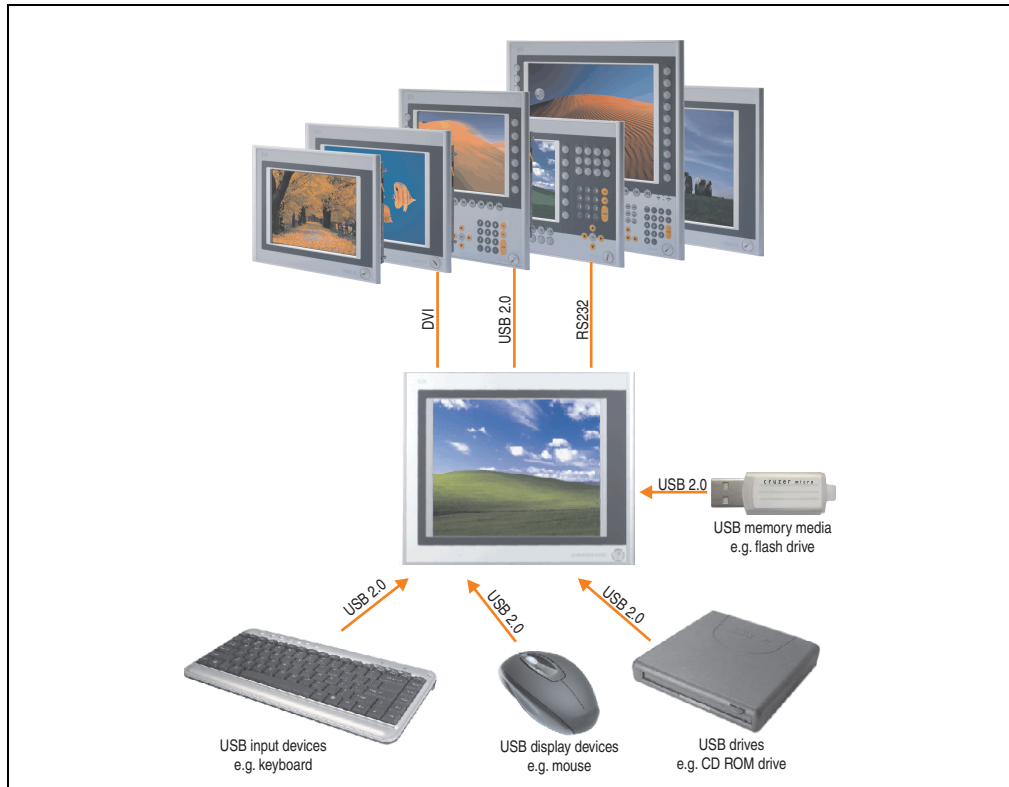 DVI
USB 2.0
RS232
USB 2.0
cruzer micro
USB memory media
e.g. flash drive
USB 2.0
USB 2.0
USB 2.0
USB input devices
e.g. keyboard
USB display devices
e.g. mouse
USB drives
e.g. CD ROM drive